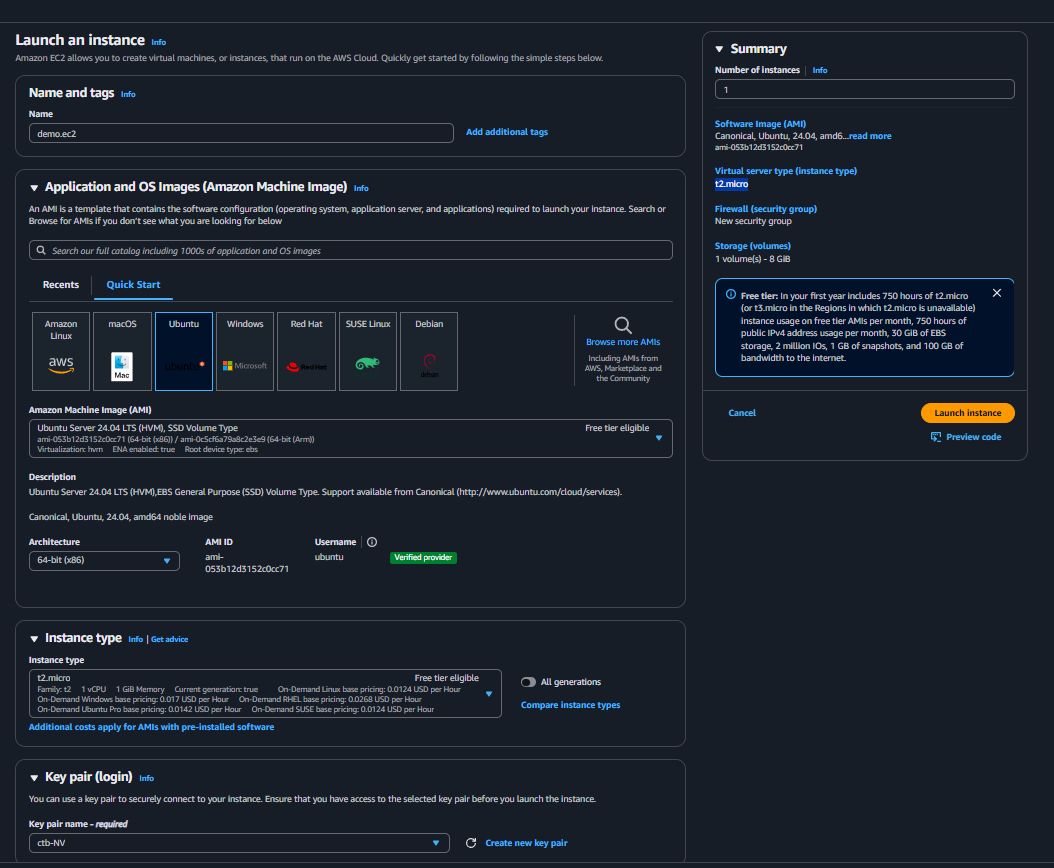 Launch an instance Info
Amazon EC2 allows you to create virtual machines, or instances, that run on the AWS Cloud. Quickly get started by following the simple steps below.
Name and tags Info
Name
demo.ec2
Add additional tags
Application and OS Images (Amazon Machine Image) Info
An AMI is a template that contains the software configuration (operating system, application server, and applications) required to launch your instance. Search or
Browse for AMIs if you don't see what you are looking for below
Search our full catalog including 1000s of application and OS images
Recents Quick Start
Amazon
Linux
aws
macOS
Mac
Ubuntu
ubuntu
Windows
Microsoft
Red Hat
Red Hat
SUSE Linux
Debian
debian
Browse more AMIs
Including AMIs from
AWS, Marketplace and
the Community
Amazon Machine Image (AMI)
Ubuntu Server 24.04 LTS (HVM), SSD Volume Type Free tier eligible
ami-053b12d3152c0cc71 (64-bit (x86)) / ami-0c5cf6a79a8c2e3e9 (64-bit (Arm))
Virtualization: hvm ENA enabled: true Root device type: ebs
Description
Ubuntu Server 24.04 LTS (HVM),EBS General Purpose (SSD) Volume Type. Support available from Canonical (http://www.ubuntu.com/cloud/services).
Canonical, Ubuntu, 24.04, amd64 noble image
Architecture
64-bit (x86)
AMI ID
ami-
053b12d3152c0cc71
Username
ubuntu
Verified provider
Instance type Info | Get advice
Instance type
t2.micro Free tier eligible
Family: t2 1 vCPU 1 GiB Memory Current generation: true On-Demand Linux base pricing: 0.0124 USD per Hour
On-Demand Windows base pricing: 0.017 USD per Hour On-Demand RHEL base pricing: 0.0268 USD per Hour
On-Demand Ubuntu Pro base pricing: 0.0142 USD per Hour On-Demand SUSE base pricing: 0.0124 USD per Hour
All generations
Compare instance types
Additional costs apply for AMIs with pre-installed software
Key pair (login) Info
You can use a key pair to securely connect to your instance. Ensure that you have access to the selected key pair before you launch the instance.
Key pair name - required
ctb-NV
Create new key pair
Summary
Number of instances Info
1
Software Image (AMI)
Canonical, Ubuntu, 24.04, amd6...read more
ami-053b12d3152c0cc71
Virtual server type (instance type)
t2.micro
Firewall (security group)
New security group
Storage (volumes)
1 volume(s) - 8 GiB
Free tier: In your first year includes 750 hours of t2.micro
(or t3.micro in the Regions in which t2.micro is unavailable)
instance usage on free tier AMIs per month, 750 hours of
public IPv4 address usage per month, 30 GiB of EBS
storage, 2 million IOs, 1 GB of snapshots, and 100 GB of
bandwidth to the internet.
Cancel
Launch instance
Preview code